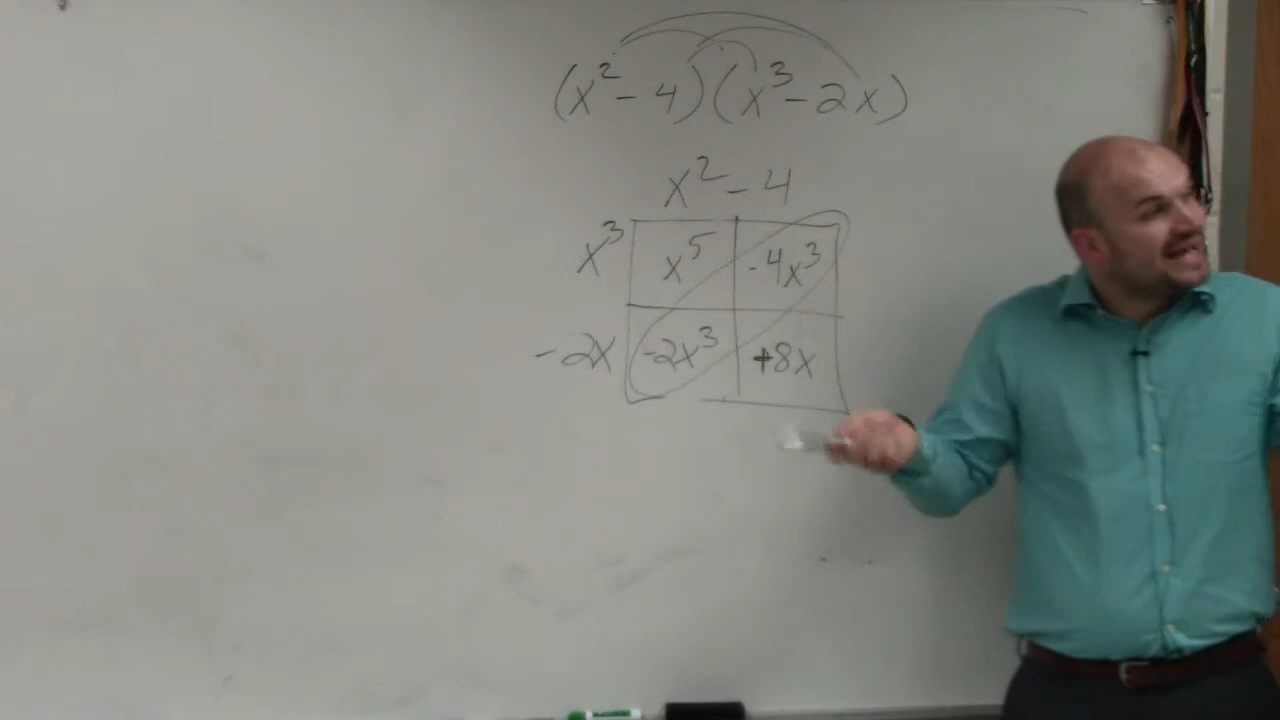 (x² - 4)(x³ - 2x)
x² - 4
x³ x⁵ -4x³
-2x -2x³ +8x